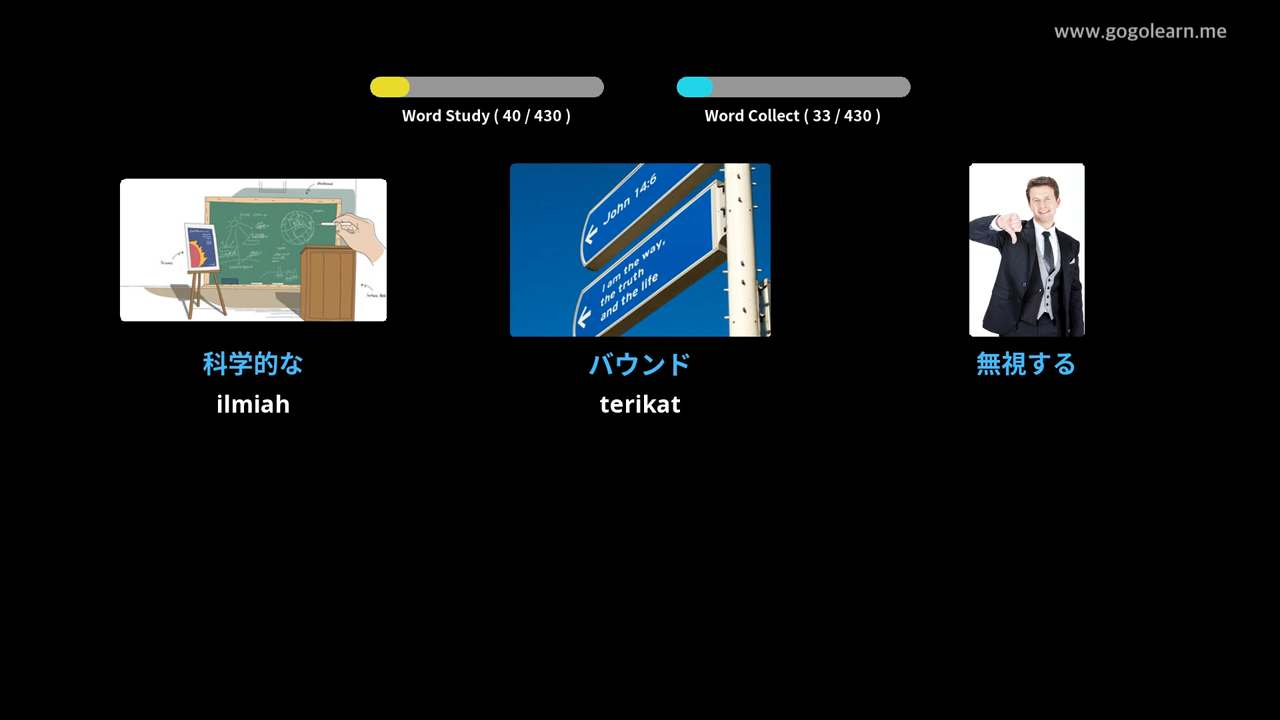 www.gogolearn.me
Word Study ( 40 / 430 )
Word Collect ( 33 / 430 )
John 14:6
I am the way,
the truth
and the life
科学的な
バウンド
無視する
ilmiah
terikat